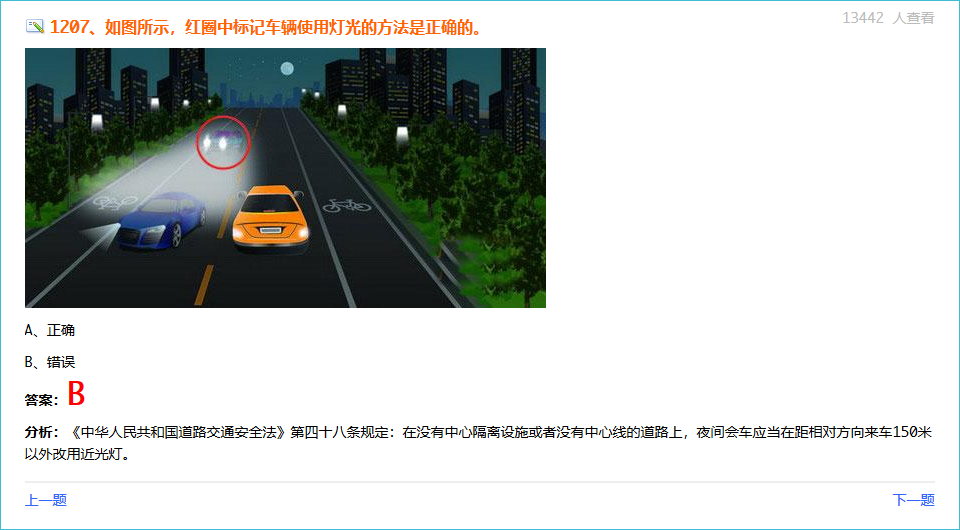 13442 人查看
1207、如图所示，红圈中标记车辆使用灯光的方法是正确的。
A、正确
B、错误
答案：B
分析：《中华人民共和国道路交通安全法》第四十八条规定：在没有中心隔离设施或者没有中心线的道路上，夜间会车应当在距相对方向来车150米
以外改用近光灯。
上一题 下一题